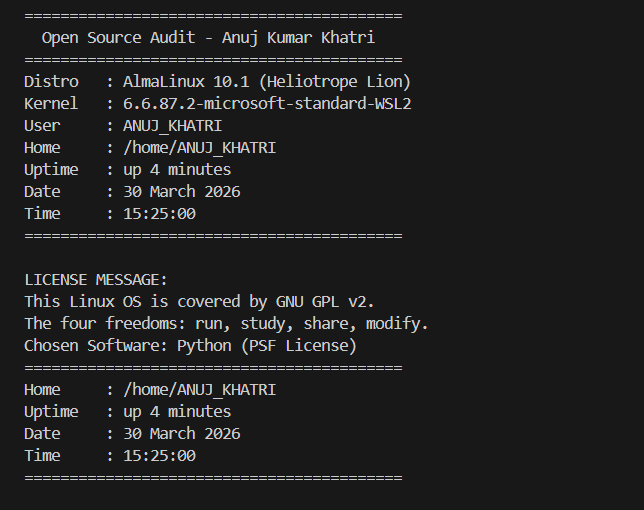 ==========================================
Open Source Audit - Anuj Kumar Khatri
==========================================
Distro   : AlmaLinux 10.1 (Heliotrope Lion)
Kernel   : 6.6.87.2-microsoft-standard-WSL2
User     : ANUJ_KHATRI
Home     : /home/ANUJ_KHATRI
Uptime   : up 4 minutes
Date     : 30 March 2026
Time     : 15:25:00
==========================================
LICENSE MESSAGE:
This Linux OS is covered by GNU GPL v2.
The four freedoms: run, study, share, modify.
Chosen Software: Python (PSF License)
==========================================
Home     : /home/ANUJ_KHATRI
Uptime   : up 4 minutes
Date     : 30 March 2026
Time     : 15:25:00
==========================================